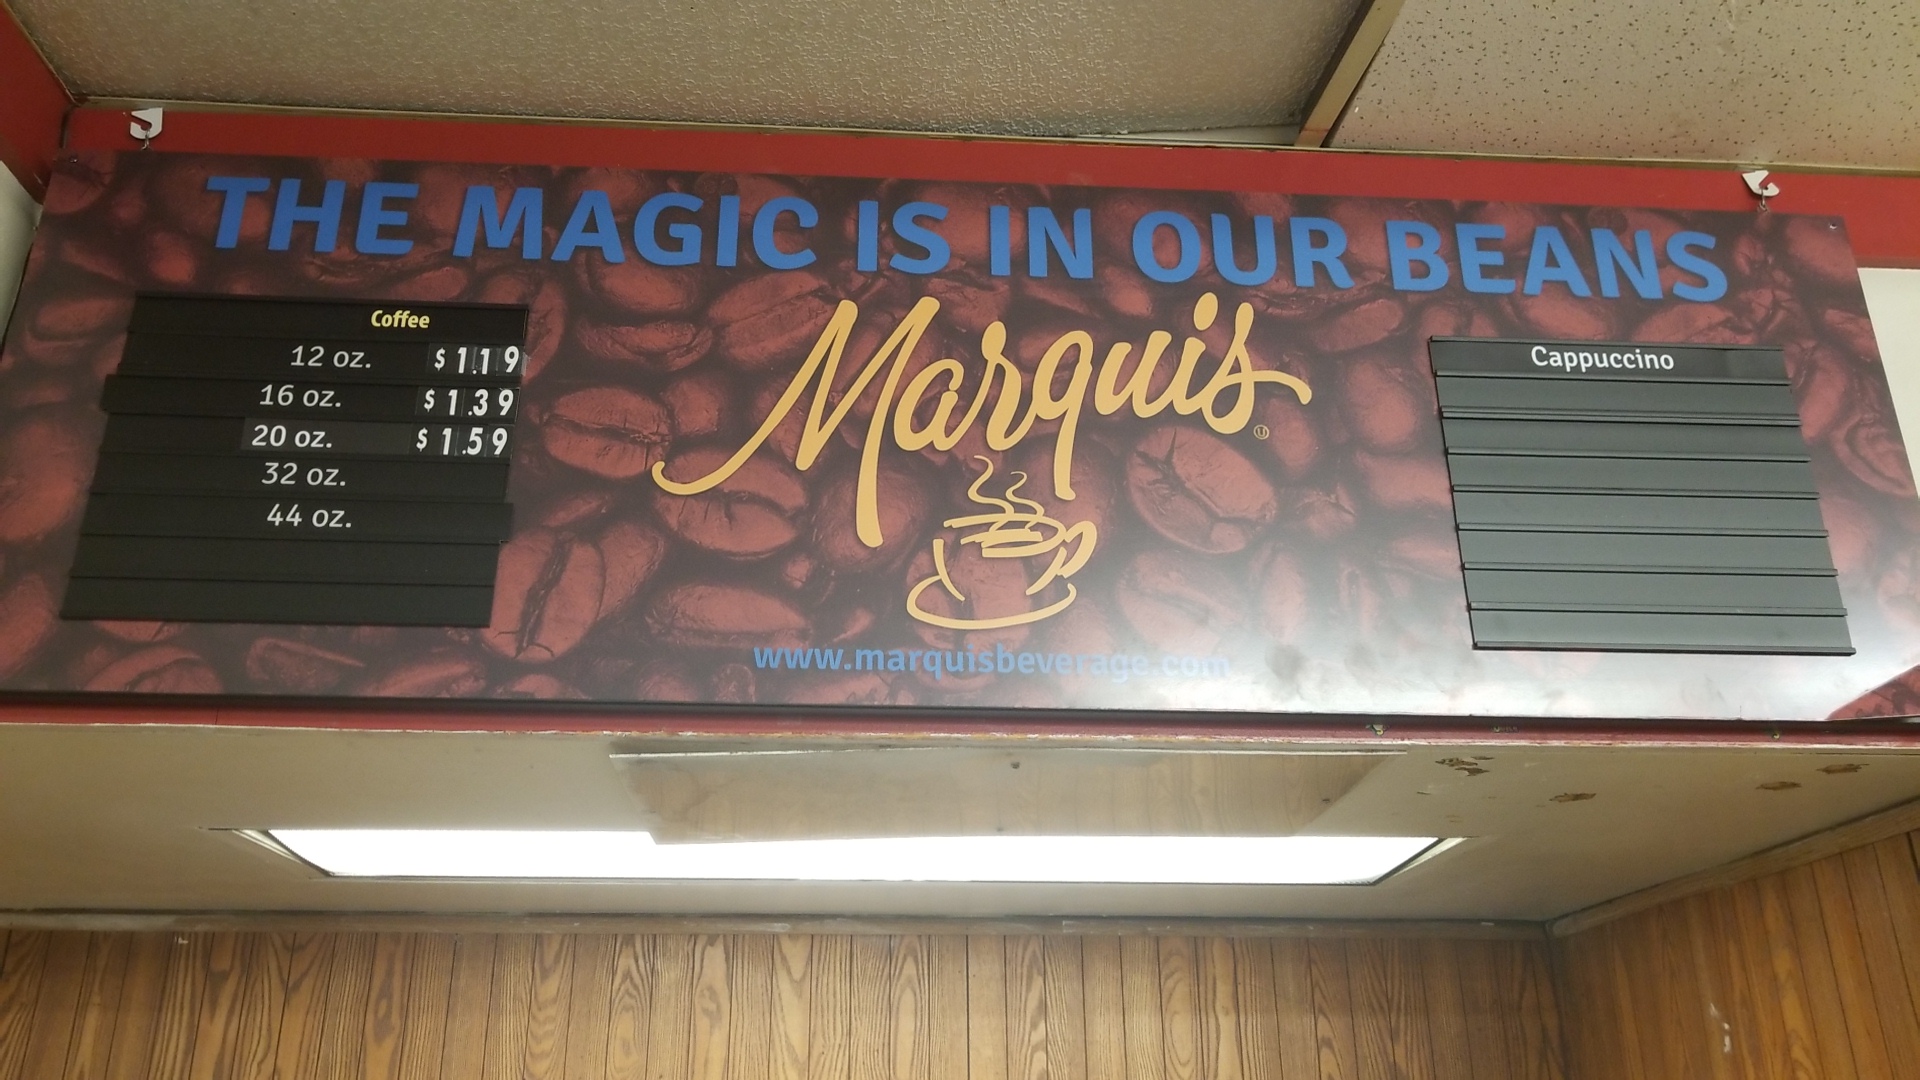 THE MAGIC IS IN OUR BEANS
Coffee
12 oz. $ 1.19
16 oz. $ 1.39
20 oz. $ 1.59
32 oz.
44 oz.
Marquis
Cappuccino
www.marquisbeverage.com